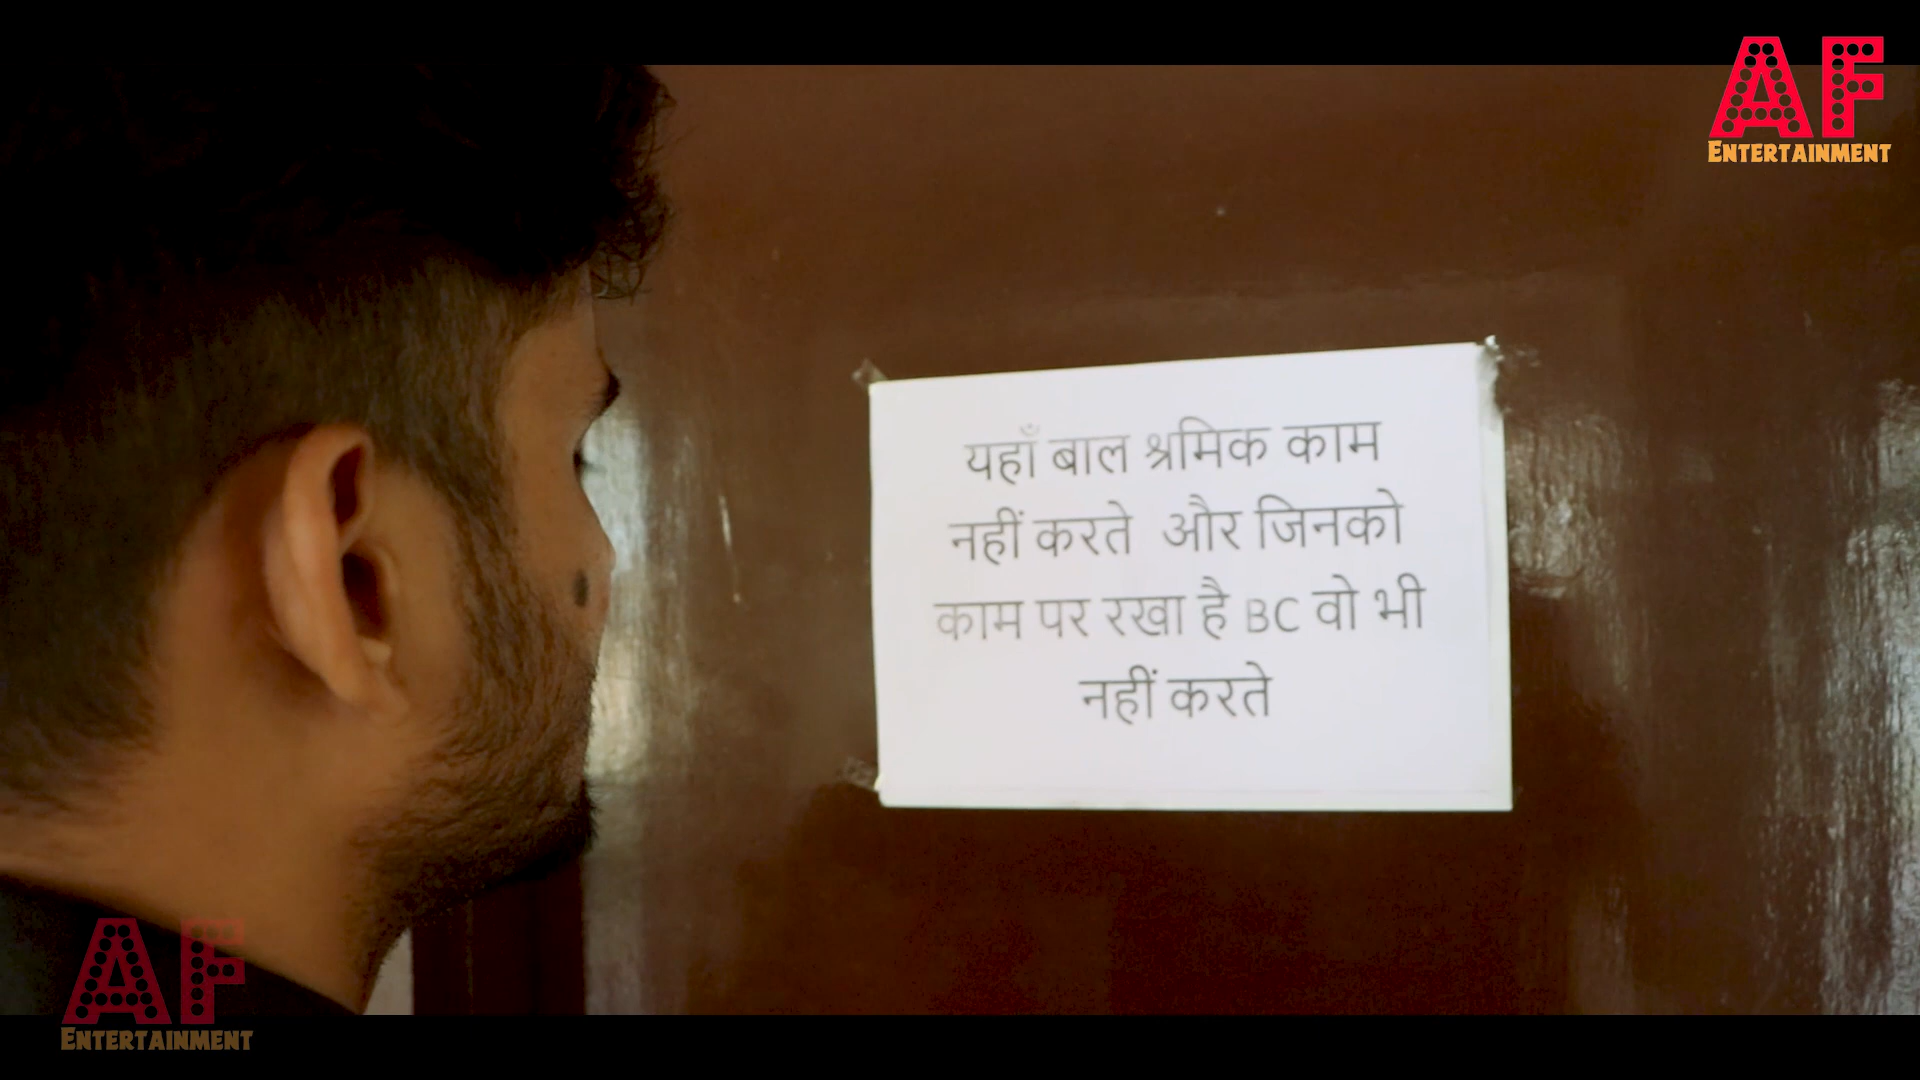 AF
ENTERTAINMENT
यहाँ बाल श्रमिक काम
नहीं करते और जिनको
काम पर रखा है BC वो भी
नहीं करते
AF
ENTERTAINMENT